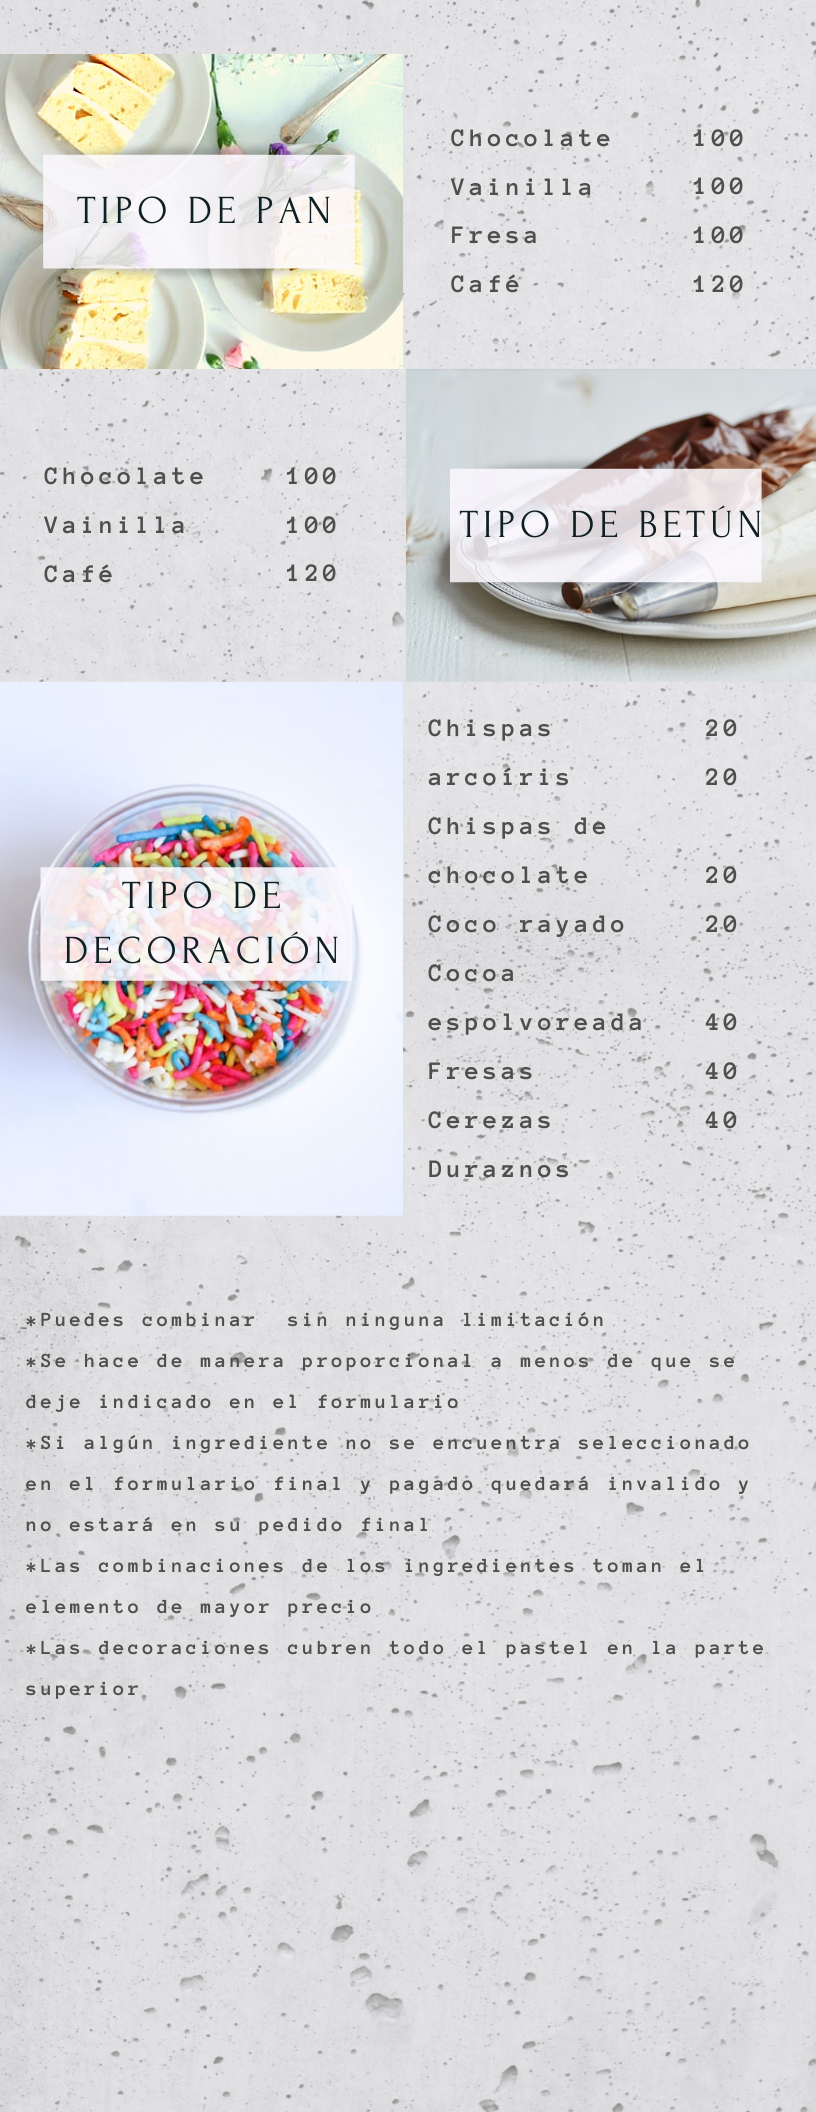 TIPO DE PAN
Chocolate 100
Vainilla 100
Fresa 100
Café 120
Chocolate 100
Vainilla 100
Café 120
TIPO DE BETÚN
TIPO DE
DECORACIÓN
Chispas 20
arcoíris 20
Chispas de
chocolate 20
Coco rayado 20
Cocoa
espolvoreada 40
Fresas 40
Cerezas 40
Duraznos
*Puedes combinar sin ninguna limitación
*Se hace de manera proporcional a menos de que se
deje indicado en el formulario
*Si algún ingrediente no se encuentra seleccionado
en el formulario final y pagado quedará invalido y
no estará en su pedido final
*Las combinaciones de los ingredientes toman el
elemento de mayor precio
*Las decoraciones cubren todo el pastel en la parte
superior